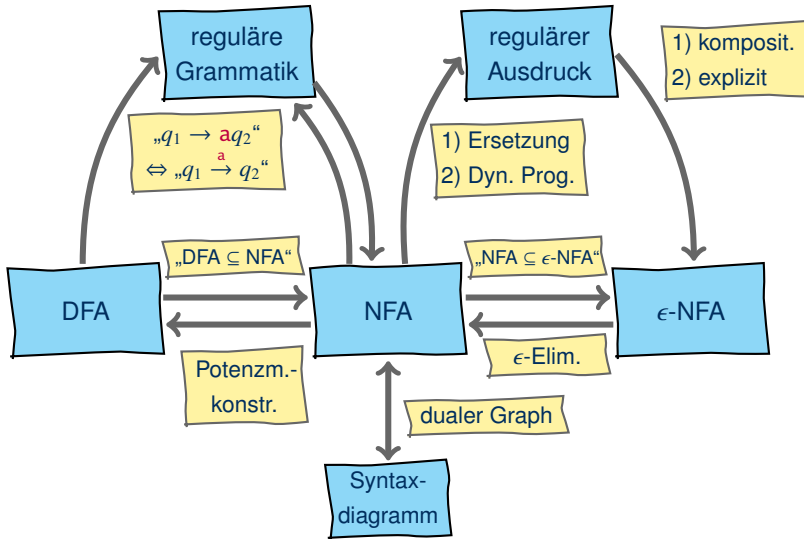 reguläre
Grammatik
regulärer
Ausdruck
1) komposit.
2) explizit
„q₁ → aq₂“
⇔ „q₁ →ᵃ q₂“
1) Ersetzung
2) Dyn. Prog.
„DFA ⊆ NFA“
„NFA ⊆ ϵ-NFA“
DFA
NFA
ϵ-NFA
Potenzm.-
konstr.
ϵ-Elim.
dualer Graph
Syntax-
diagramm